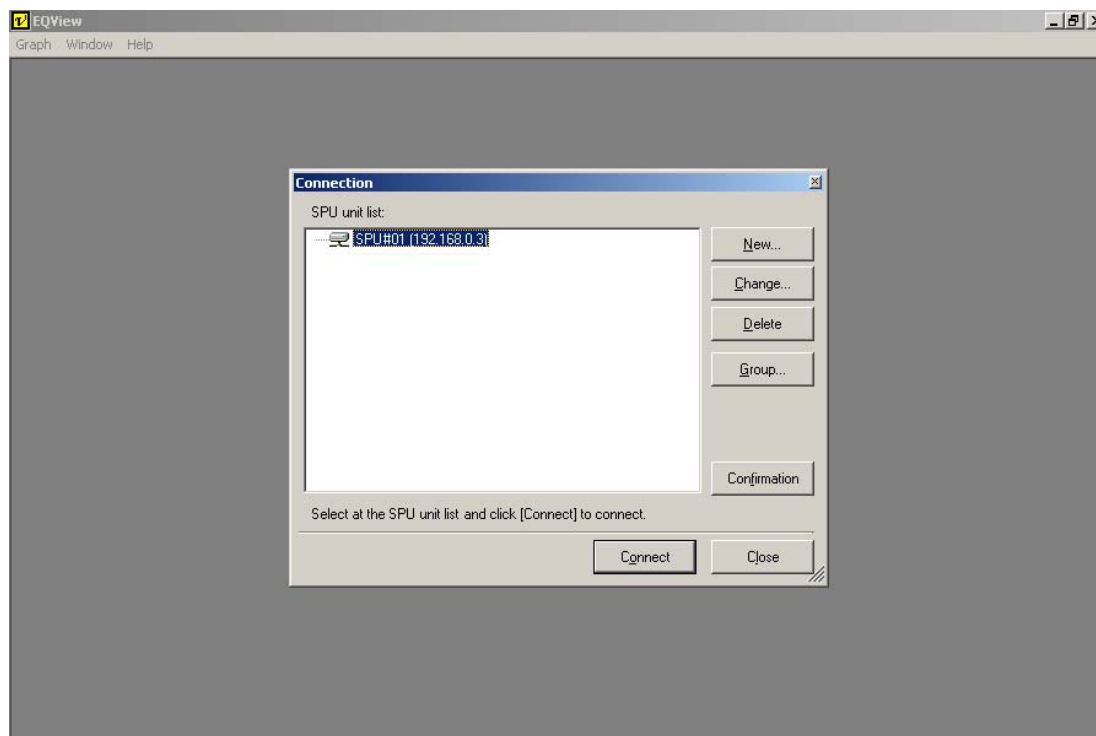 EQView
Graph Window Help
Connection
SPU unit list:
SPU#01 (192.168.0.3)
New...
Change...
Delete
Group...
Confirmation
Select at the SPU unit list and click [Connect] to connect.
Connect Close